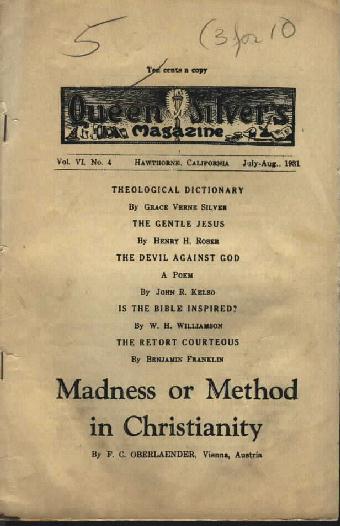 5 (3 for 10
Ten cents a copy
Queen Silver's
Magazine
Vol. VI, No. 4 HAWTHORNE, CALIFORNIA July-Aug., 1931
THEOLOGICAL DICTIONARY
By GRACE VERNE SILVER
THE GENTLE JESUS
By HENRY H. ROSER
THE DEVIL AGAINST GOD
A POEM
By JOHN R. KELSO
IS THE BIBLE INSPIRED?
By W. H. WILLIAMSON
THE RETORT COURTEOUS
By BENJAMIN FRANKLIN
Madness or Method
in Christianity
By F. C. OBERLAENDER, Vienna, Austria